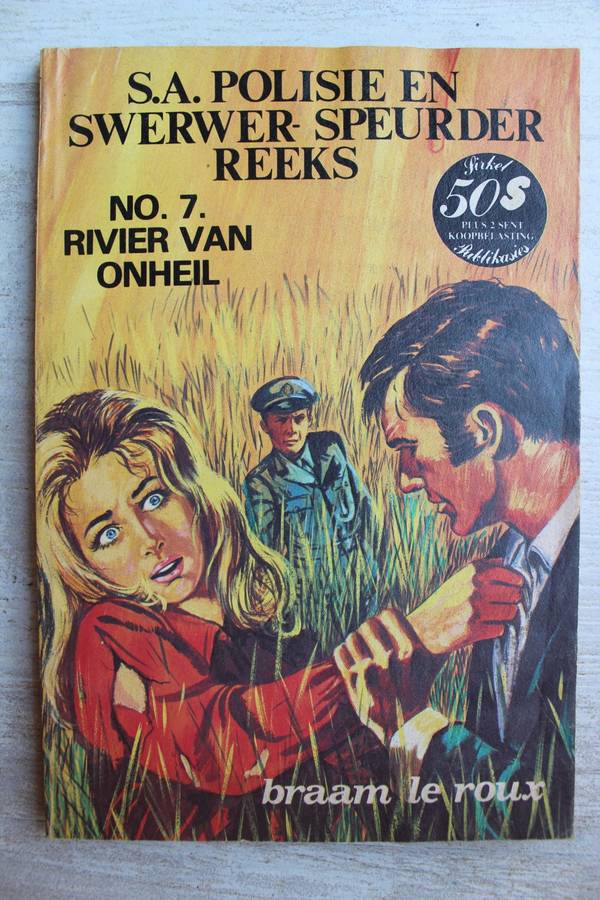 S.A. POLISIE EN
SWERWER- SPEURDER
REEKS
NO. 7.
RIVIER VAN
ONHEIL
Sirkel
50s
PLUS 2 SENT
KOOPBELASTING
Publikasies
braam le roux